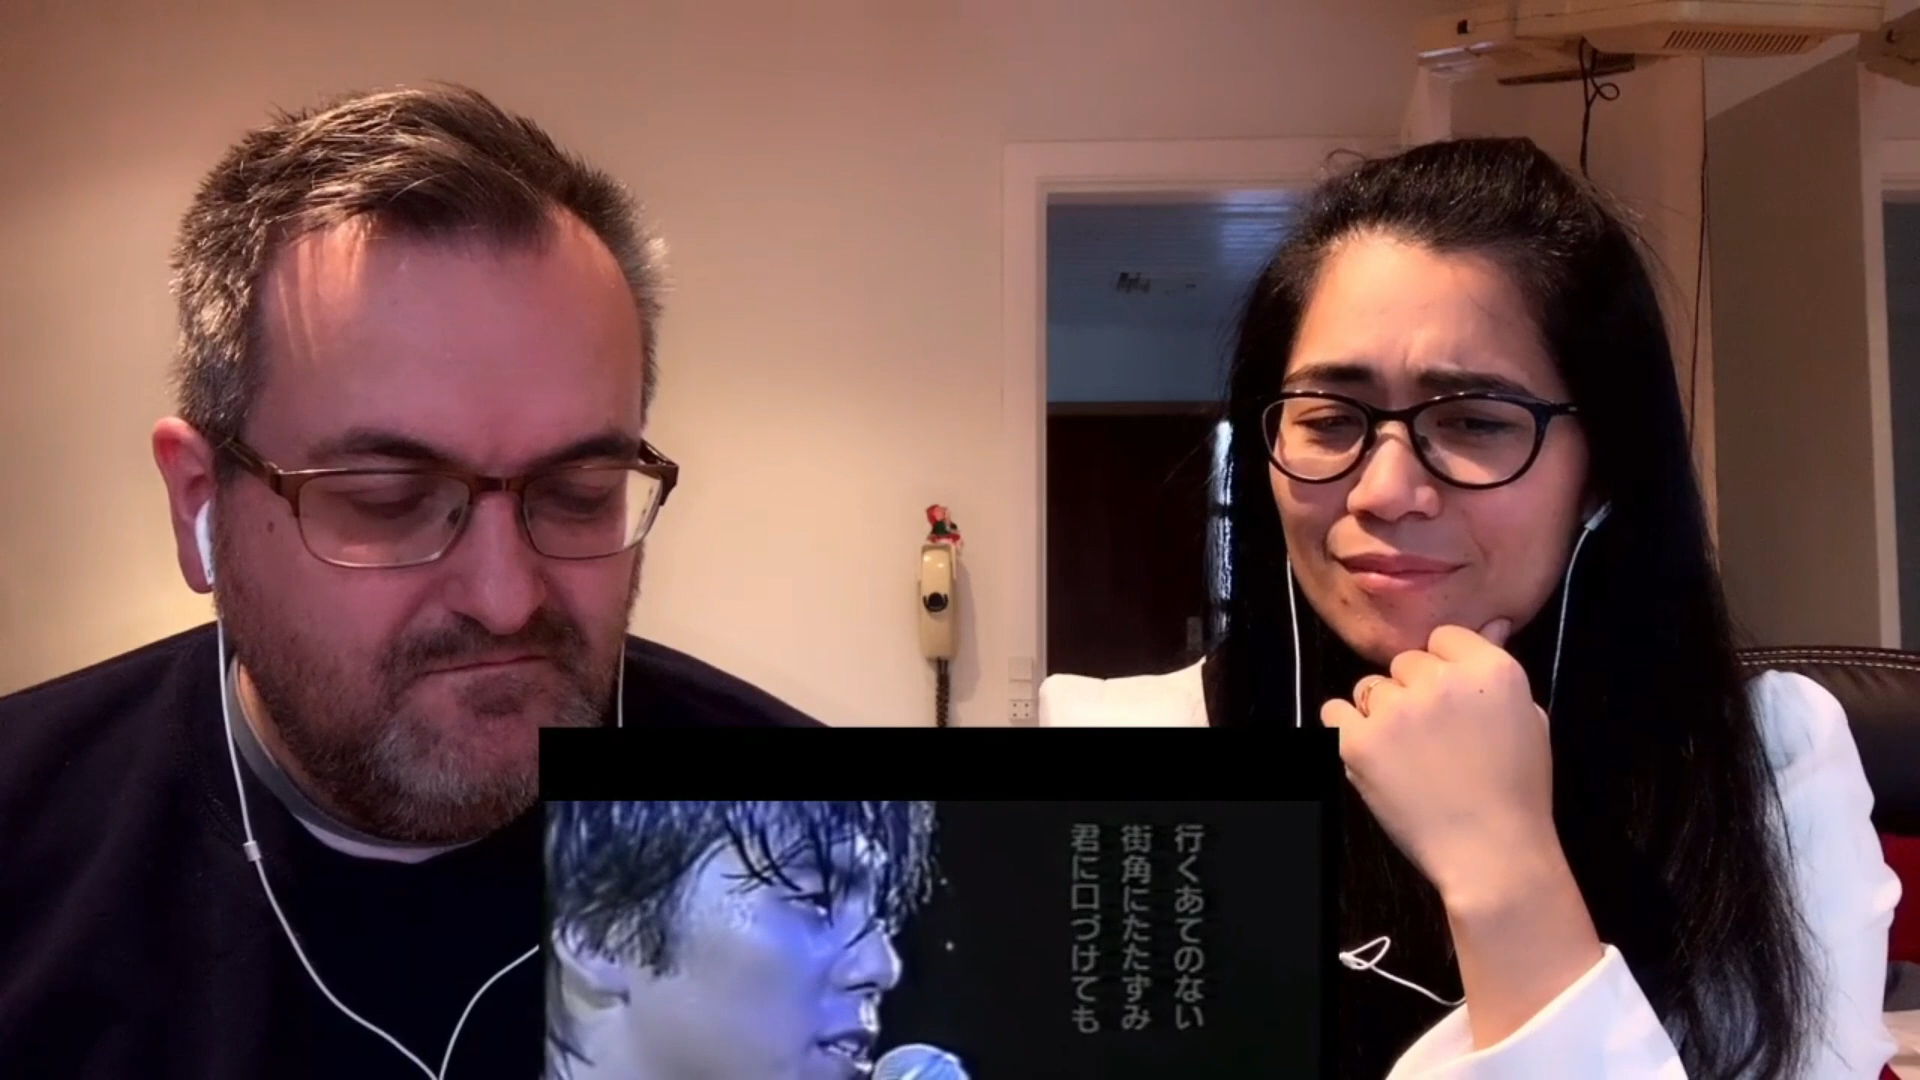 行くあてのない
街角にたたずみ
君に口づけても